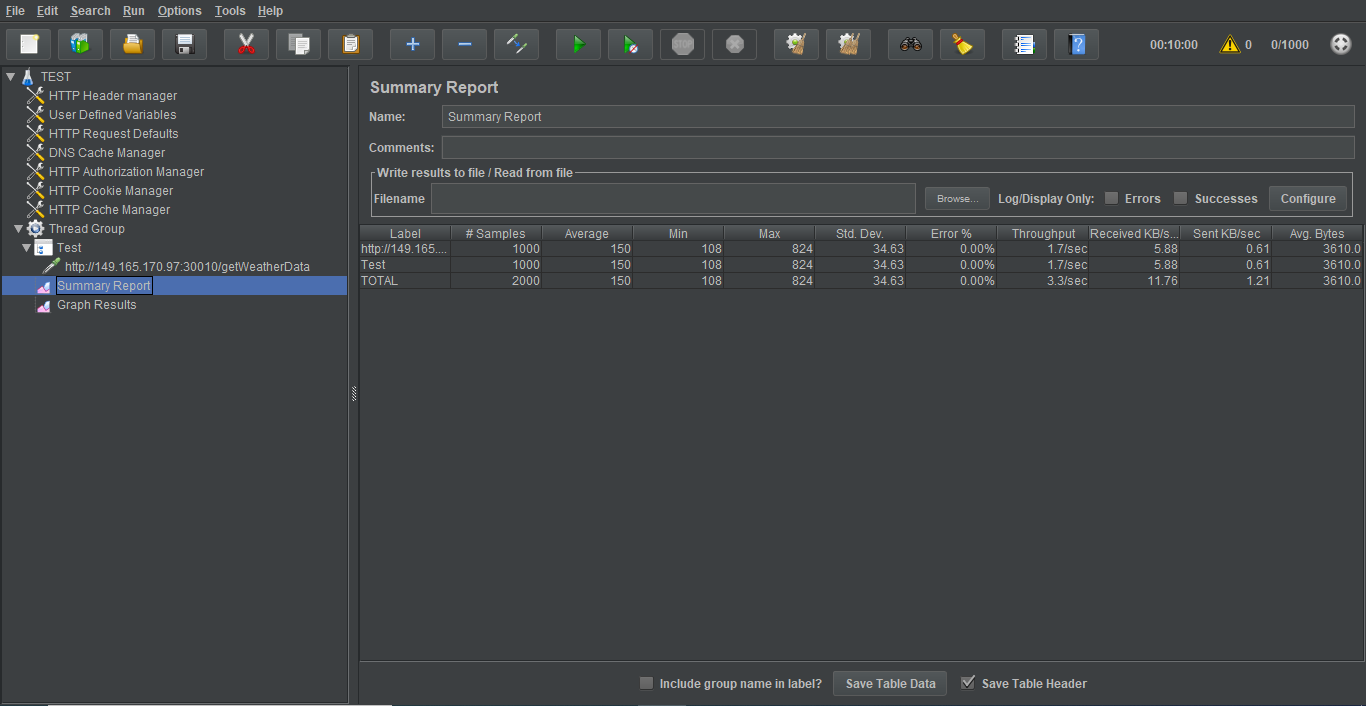 File Edit Search Run Options Tools Help
STOP 00:10:00 0 0/1000
TEST
HTTP Header manager
User Defined Variables
HTTP Request Defaults
DNS Cache Manager
HTTP Authorization Manager
HTTP Cookie Manager
HTTP Cache Manager
Thread Group
Test
http://149.165.170.97:30010/getWeatherData
Summary Report
Graph Results
Summary Report
Name: Summary Report
Comments:
Write results to file / Read from file
Filename Browse... Log/Display Only: Errors Successes Configure
Label # Samples Average Min Max Std. Dev. Error % Throughput Received KB/s... Sent KB/sec Avg. Bytes
http://149.165.... 1000 150 108 824 34.63 0.00% 1.7/sec 5.88 0.61 3610.0
Test 1000 150 108 824 34.63 0.00% 1.7/sec 5.88 0.61 3610.0
TOTAL 2000 150 108 824 34.63 0.00% 3.3/sec 11.76 1.21 3610.0
Include group name in label? Save Table Data Save Table Header